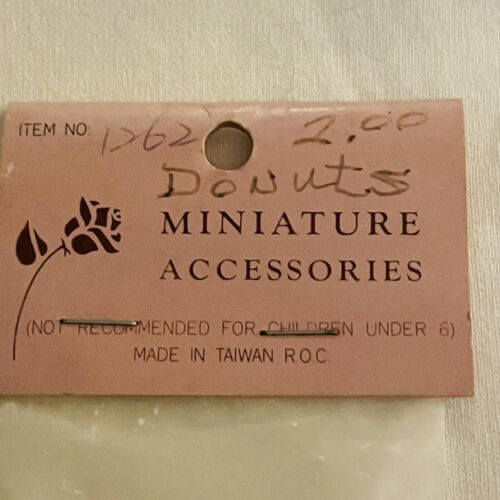 ITEM NO: 1262 2.00
DONUTS
MINIATURE
ACCESSORIES
(NOT RECOMMENDED FOR CHILDREN UNDER 6)
MADE IN TAIWAN R.O.C.